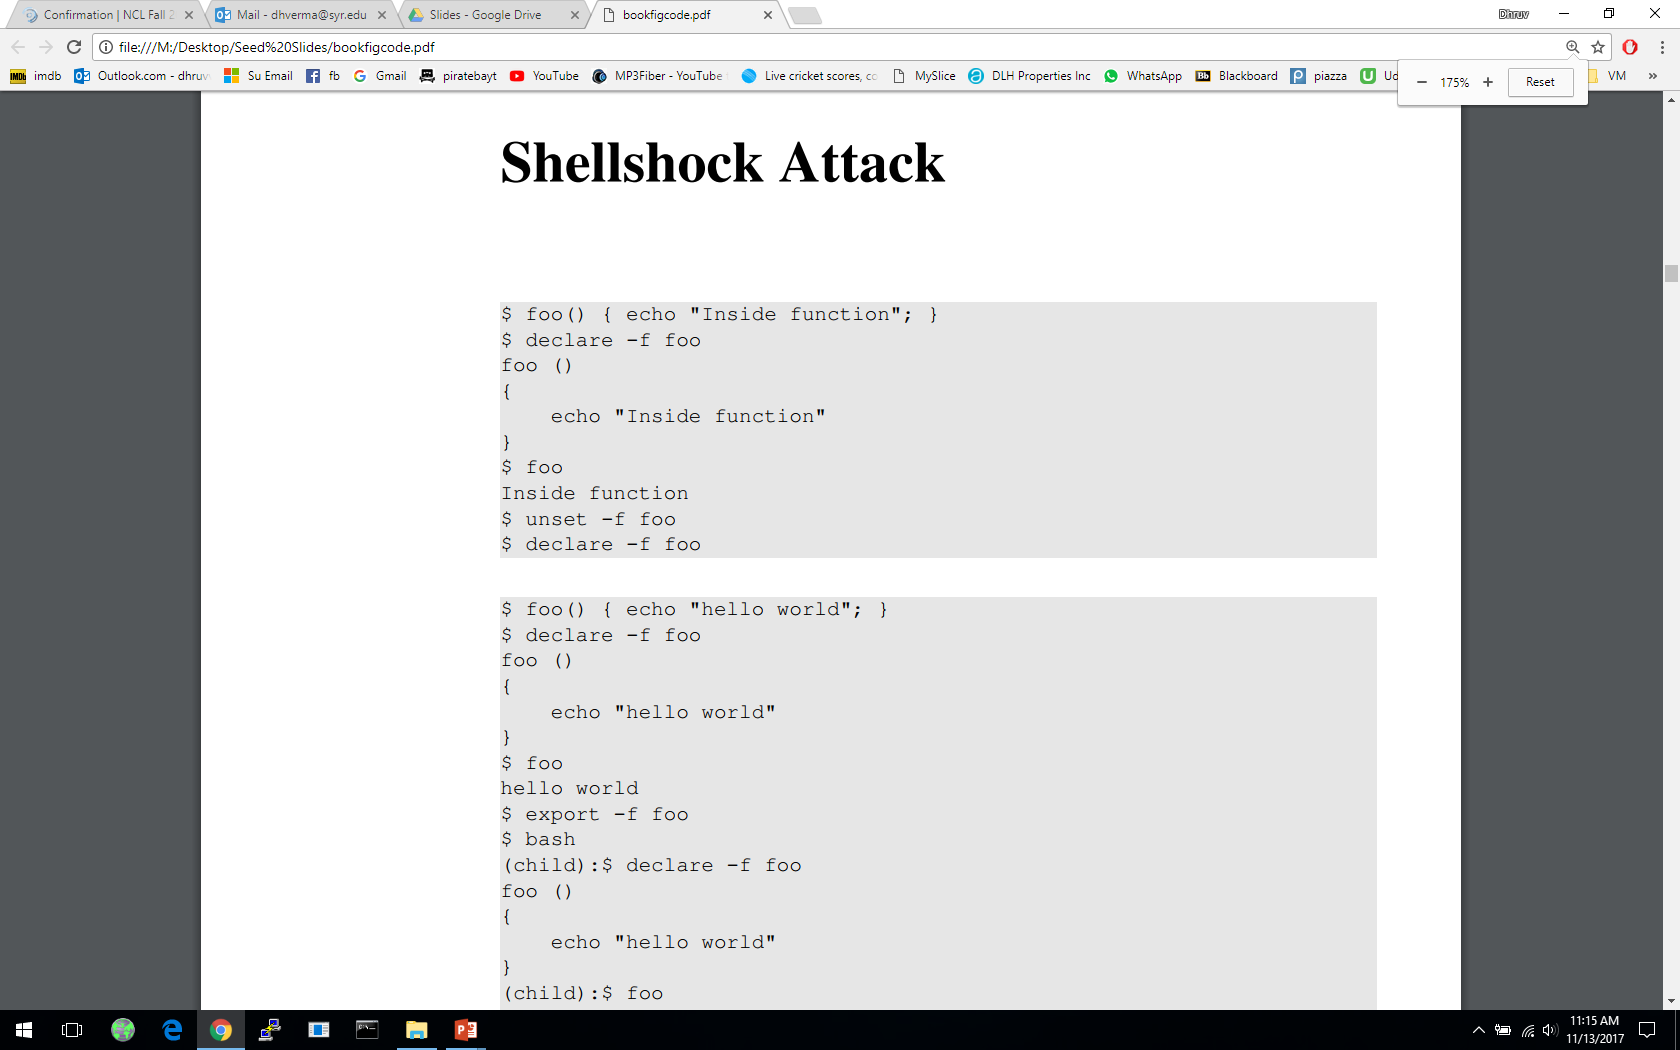 Confirmation | NCL Fall 2
Mail - dhverma@syr.edu
Slides - Google Drive
bookfigcode.pdf
Dhruv
file:///M:/Desktop/Seed%20Slides/bookfigcode.pdf
imdb
Outlook.com - dhruv
Su Email
fb
Gmail
piratebayt
YouTube
MP3Fiber - YouTube
Live cricket scores, co
MySlice
DLH Properties Inc
WhatsApp
Bb
Blackboard
piazza
Ud
VM
»
− 175% + Reset
Shellshock Attack
$ foo() { echo "Inside function"; }
$ declare -f foo
foo ()
{
    echo "Inside function"
}
$ foo
Inside function
$ unset -f foo
$ declare -f foo
$ foo() { echo "hello world"; }
$ declare -f foo
foo ()
{
    echo "hello world"
}
$ foo
hello world
$ export -f foo
$ bash
(child):$ declare -f foo
foo ()
{
    echo "hello world"
}
(child):$ foo
11:15 AM
11/13/2017